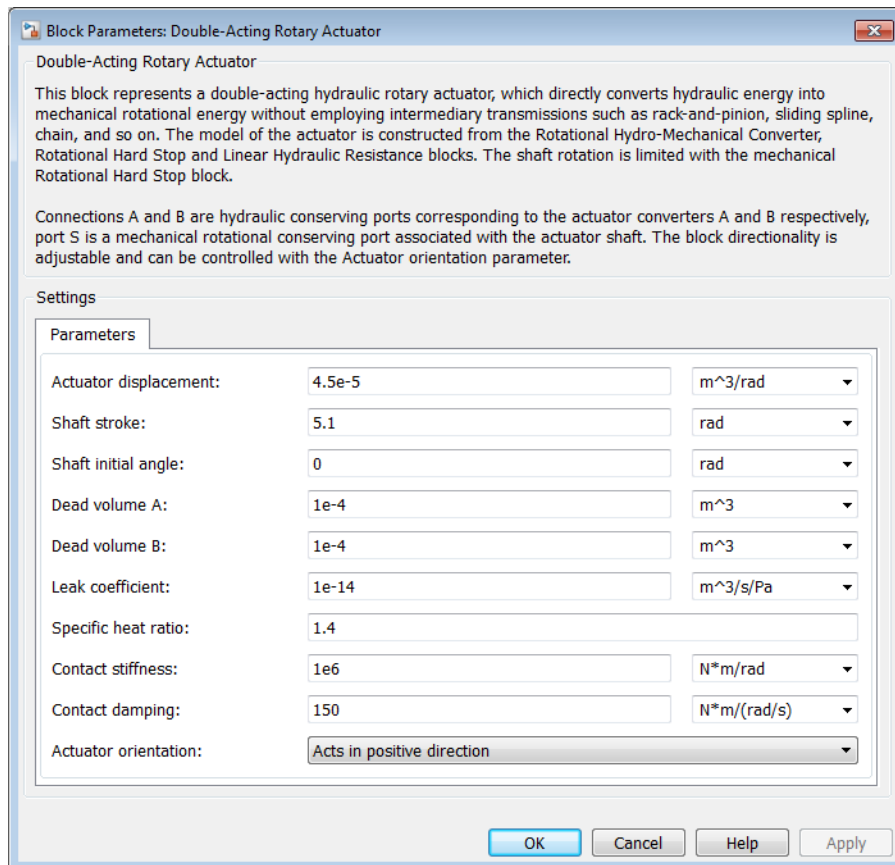 Block Parameters: Double-Acting Rotary Actuator
Double-Acting Rotary Actuator
This block represents a double-acting hydraulic rotary actuator, which directly converts hydraulic energy into
mechanical rotational energy without employing intermediary transmissions such as rack-and-pinion, sliding spline,
chain, and so on. The model of the actuator is constructed from the Rotational Hydro-Mechanical Converter,
Rotational Hard Stop and Linear Hydraulic Resistance blocks. The shaft rotation is limited with the mechanical
Rotational Hard Stop block.
Connections A and B are hydraulic conserving ports corresponding to the actuator converters A and B respectively,
port S is a mechanical rotational conserving port associated with the actuator shaft. The block directionality is
adjustable and can be controlled with the Actuator orientation parameter.
Settings
Parameters
Actuator displacement: 4.5e-5 m^3/rad
Shaft stroke: 5.1 rad
Shaft initial angle: 0 rad
Dead volume A: 1e-4 m^3
Dead volume B: 1e-4 m^3
Leak coefficient: 1e-14 m^3/s/Pa
Specific heat ratio: 1.4
Contact stiffness: 1e6 N*m/rad
Contact damping: 150 N*m/(rad/s)
Actuator orientation: Acts in positive direction
OK Cancel Help Apply